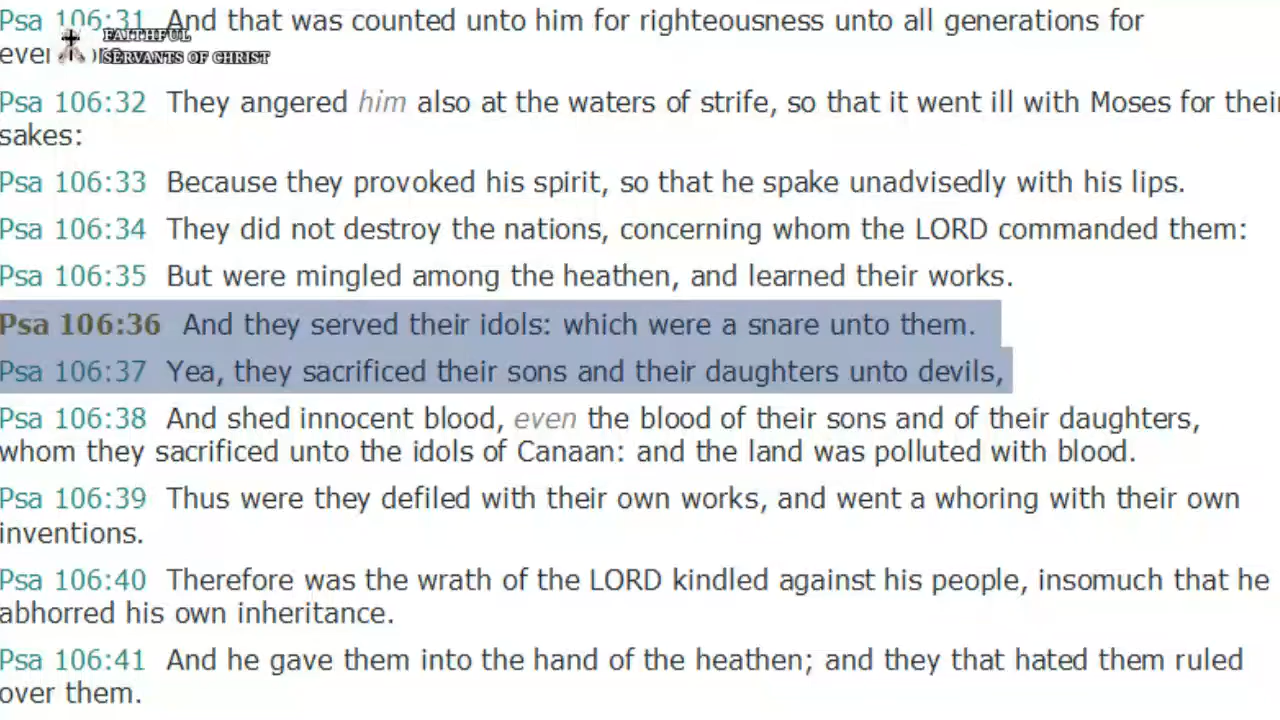 Psa 106:31 And that was counted unto him for righteousness unto all generations for
ever
FAITHFUL
SERVANTS OF CHRIST
Psa 106:32 They angered him also at the waters of strife, so that it went ill with Moses for their
sakes:
Psa 106:33 Because they provoked his spirit, so that he spake unadvisedly with his lips.
Psa 106:34 They did not destroy the nations, concerning whom the LORD commanded them:
Psa 106:35 But were mingled among the heathen, and learned their works.
Psa 106:36 And they served their idols: which were a snare unto them.
Psa 106:37 Yea, they sacrificed their sons and their daughters unto devils,
Psa 106:38 And shed innocent blood, even the blood of their sons and of their daughters,
whom they sacrificed unto the idols of Canaan: and the land was polluted with blood.
Psa 106:39 Thus were they defiled with their own works, and went a whoring with their own
inventions.
Psa 106:40 Therefore was the wrath of the LORD kindled against his people, insomuch that he
abhorred his own inheritance.
Psa 106:41 And he gave them into the hand of the heathen; and they that hated them ruled
over them.